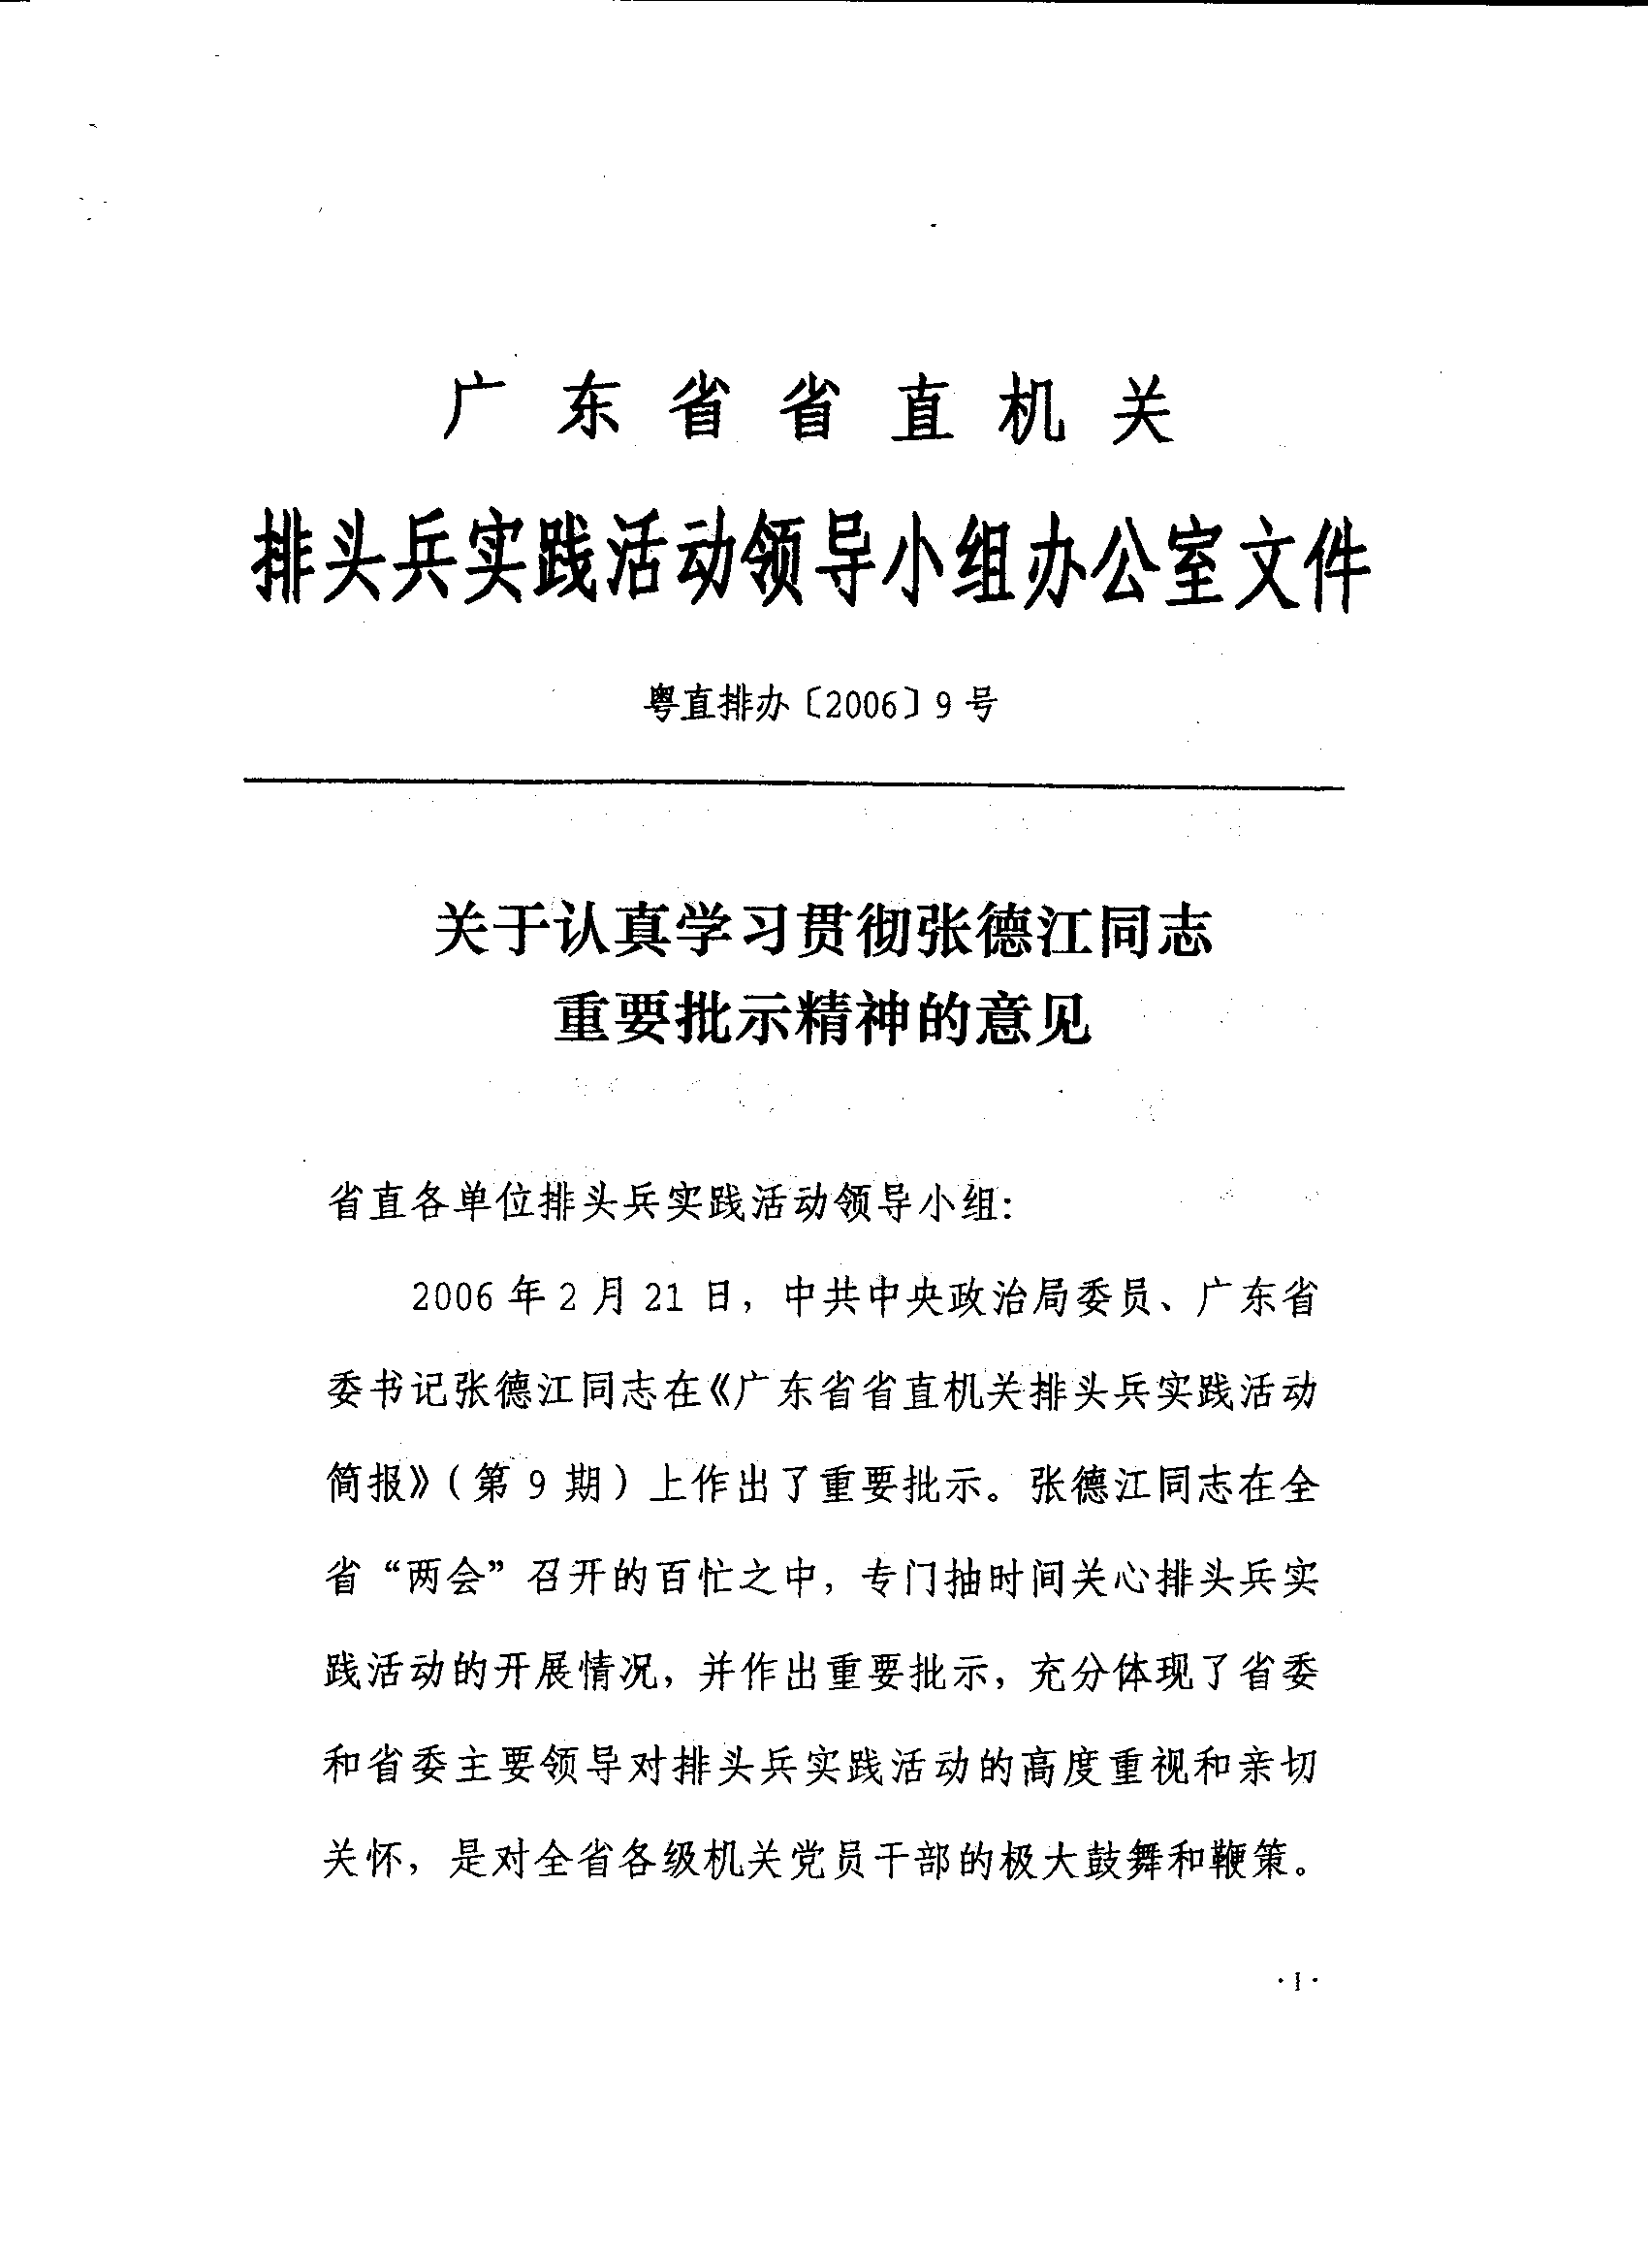 广东省省直机关
排头兵实践活动领导小组办公室文件
粤直排办〔2006〕9号
关于认真学习贯彻张德江同志
重要批示精神的意见
省直各单位排头兵实践活动领导小组:
2006年2月21日，中共中央政治局委员、广东省
委书记张德江同志在《广东省省直机关排头兵实践活动
简报》（第9期）上作出了重要批示。张德江同志在全
省“两会”召开的百忙之中，专门抽时间关心排头兵实
践活动的开展情况，并作出重要批示，充分体现了省委
和省委主要领导对排头兵实践活动的高度重视和亲切
关怀，是对全省各级机关党员干部的极大鼓舞和鞭策。
·1·